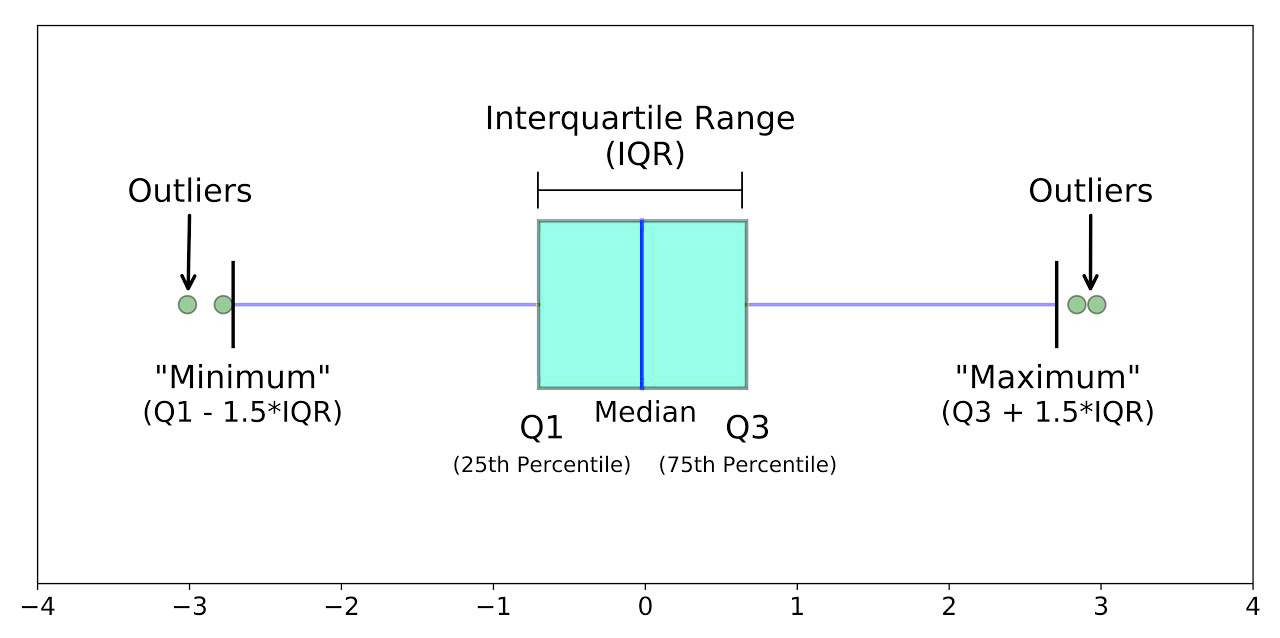 Interquartile Range
(IQR)
Outliers
Outliers
"Minimum"
(Q1 - 1.5*IQR)
"Maximum"
(Q3 + 1.5*IQR)
Median
Q1
Q3
(25th Percentile)
(75th Percentile)
−4 −3 −2 −1 0 1 2 3 4